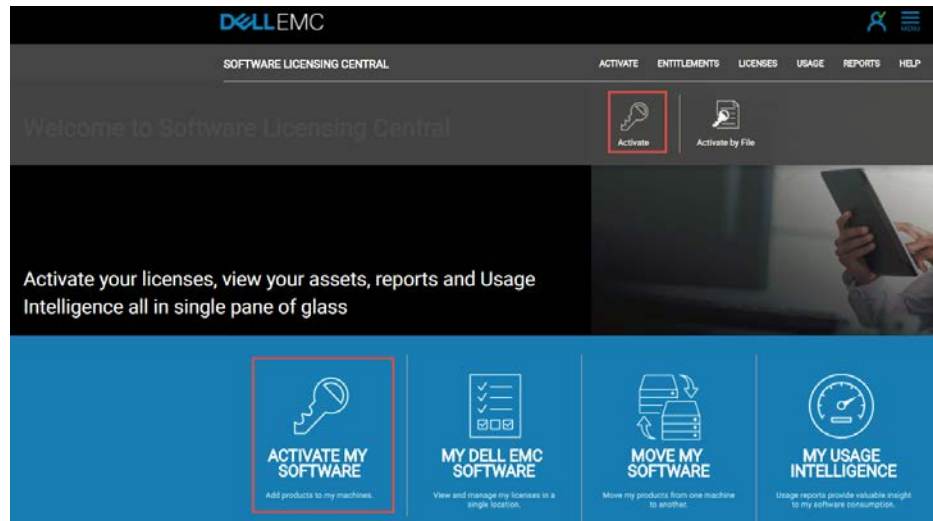 DELLEMC
MENU
SOFTWARE LICENSING CENTRAL
ACTIVATE ENTITLEMENTS LICENSES USAGE REPORTS HELP
Welcome to Software Licensing Central
Activate
Activate by File
Activate your licenses, view your assets, reports and Usage
Intelligence all in single pane of glass
ACTIVATE MY
SOFTWARE
Add products to my machines.
MY DELL EMC
SOFTWARE
View and manage my licenses in a
single location.
MOVE MY
SOFTWARE
Move my products from one machine
to another.
MY USAGE
INTELLIGENCE
Usage reports provide valuable insight
to my software consumption.